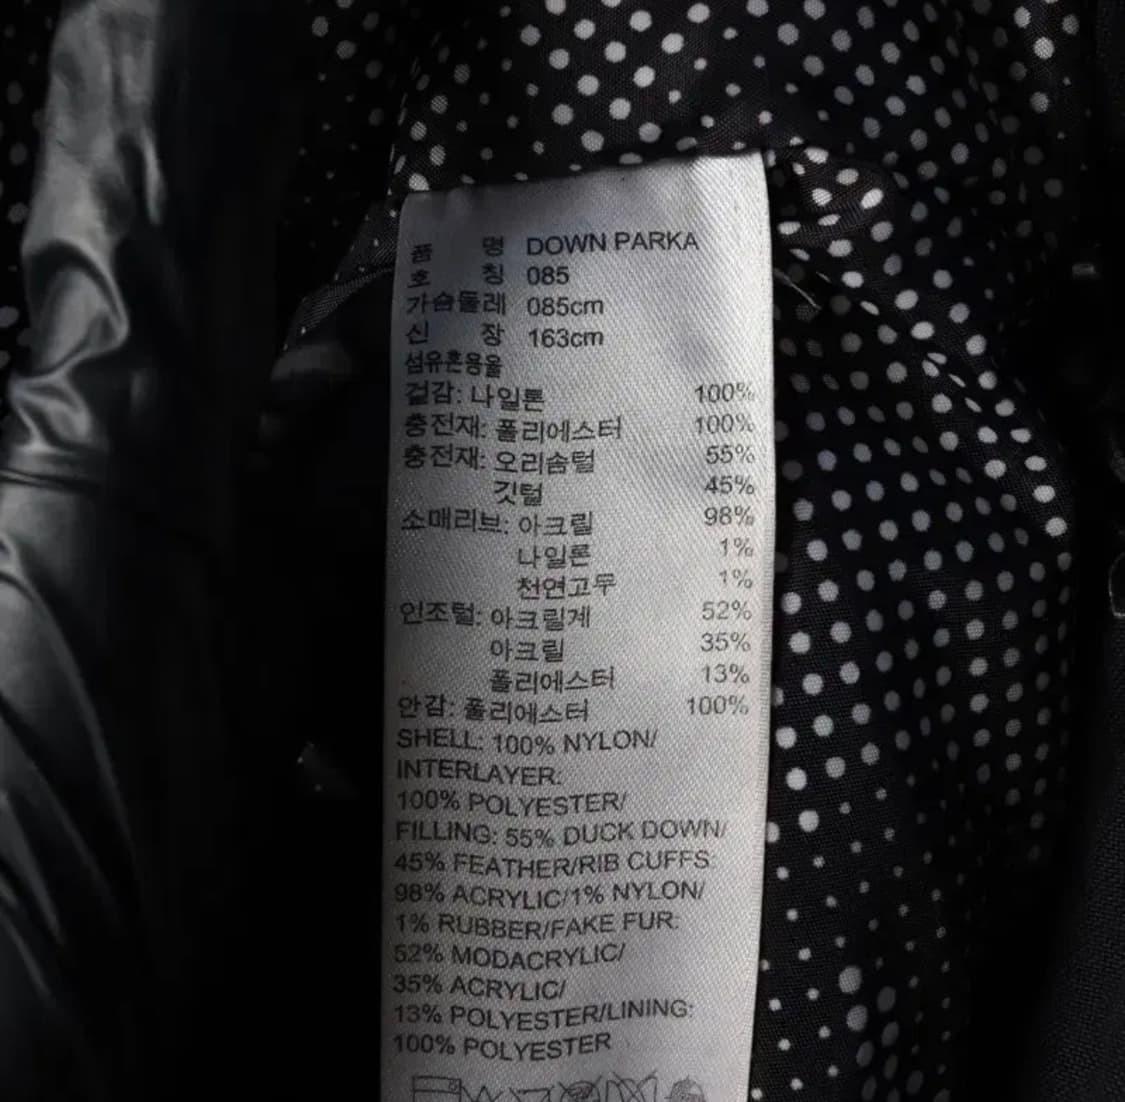 품 명 DOWN PARKA
호 칭 085
가슴둘레 085cm
신 장 163cm
섬유혼용율
겉감: 나일론 100%
충전재: 폴리에스터 100%
충전재: 오리솜털 55%
깃털 45%
소매리브: 아크릴 98%
나일론 1%
천연고무 1%
인조털: 아크릴계 52%
아크릴 35%
폴리에스터 13%
안감: 폴리에스터 100%
SHELL: 100% NYLON/
INTERLAYER:
100% POLYESTER/
FILLING: 55% DUCK DOWN/
45% FEATHER/RIB CUFFS:
98% ACRYLIC/1% NYLON/
1% RUBBER/FAKE FUR:
52% MODACRYLIC/
35% ACRYLIC/
13% POLYESTER/LINING:
100% POLYESTER